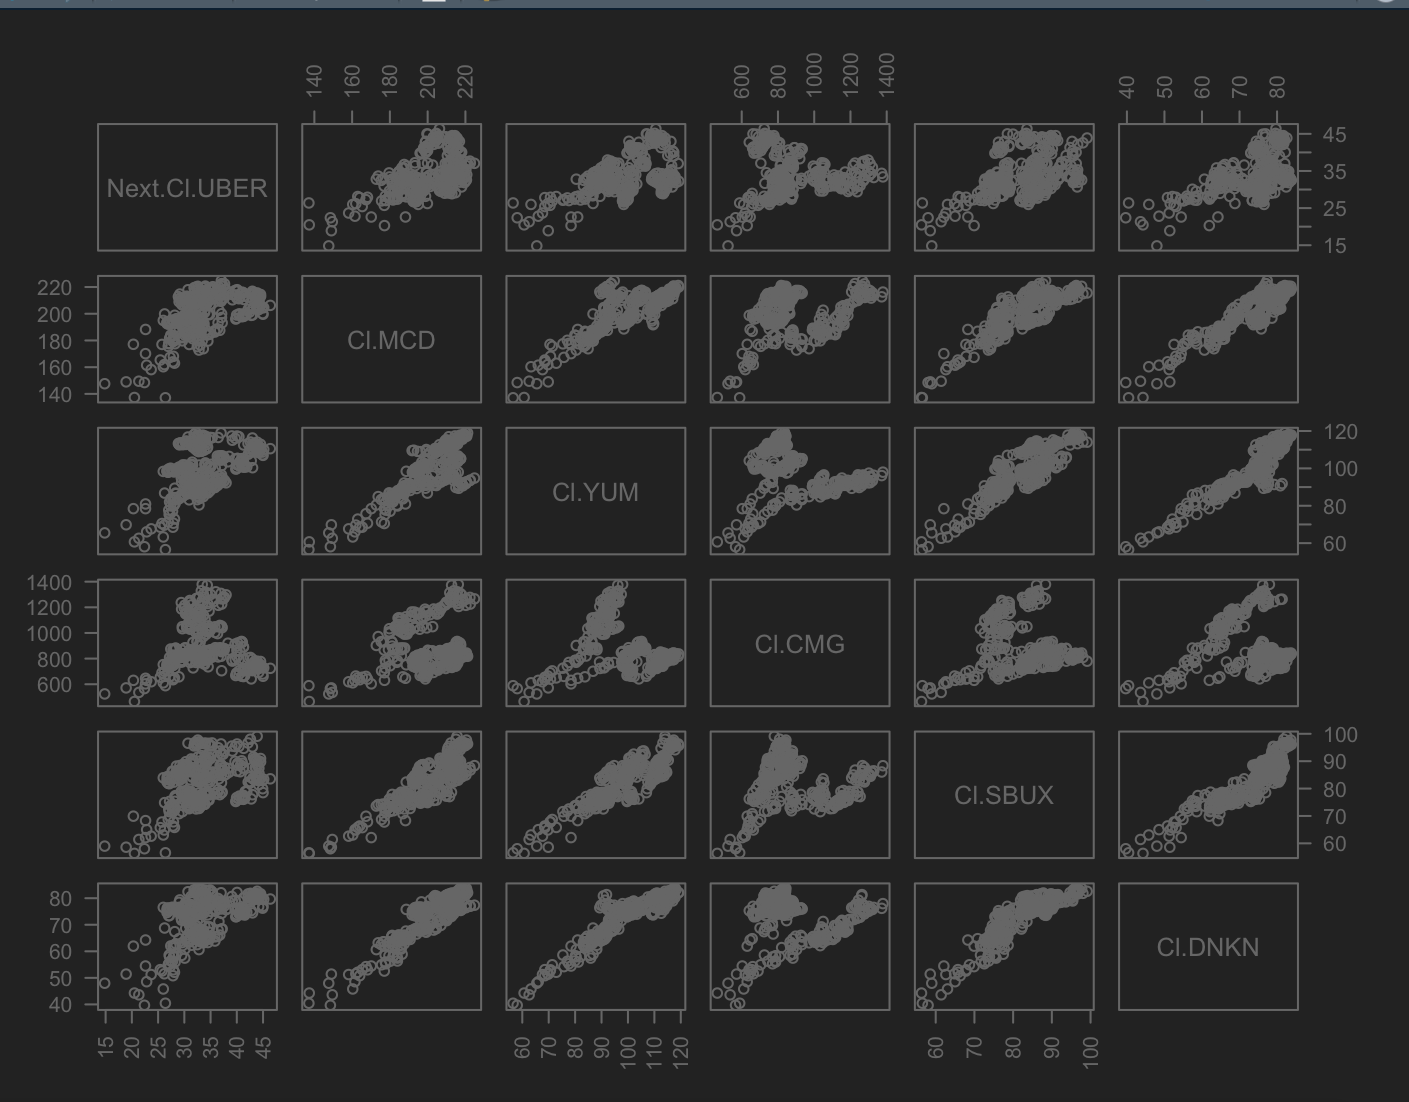 140 160 180 200 220 600 800 1000 1200 1400 40 50 60 70 80
Next.Cl.UBER 45 35 25 15
220 200 180 160 140 Cl.MCD
Cl.YUM 120 100 80 60
1400 1200 1000 800 600 Cl.CMG
Cl.SBUX 100 90 80 70 60
80 70 60 50 40 Cl.DNKN
15 20 25 30 35 40 45 60 70 80 90 100 110 120 60 70 80 90 100